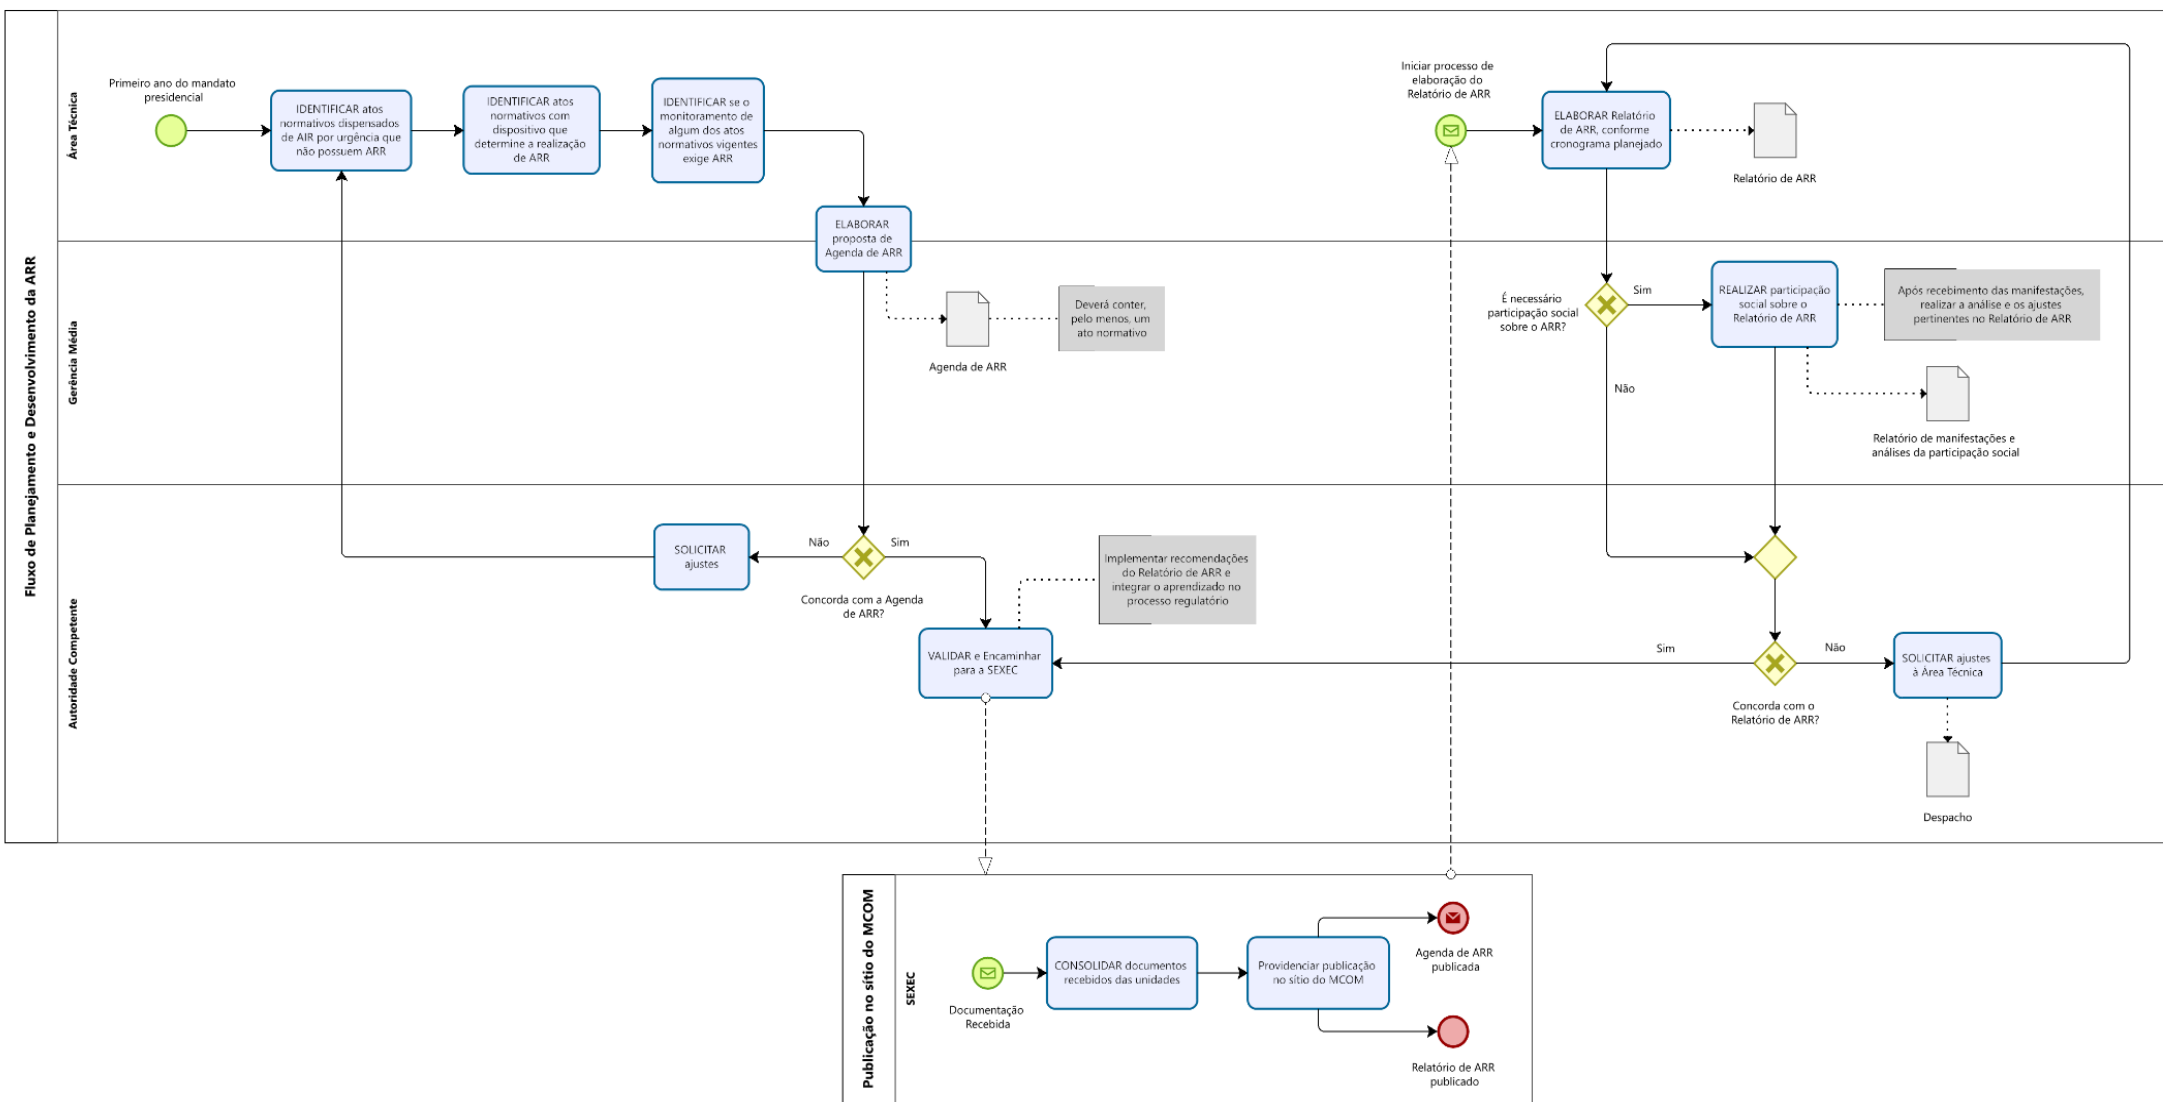 Fluxo de Planejamento e Desenvolvimento da ARR
Área Técnica
Primeiro ano do mandato
presidencial
IDENTIFICAR atos
normativos dispensados
de AIR por urgência que
não possuem ARR
IDENTIFICAR atos
normativos com
dispositivo que
determine a realização
de ARR
IDENTIFICAR se o
monitoramento de
algum dos atos
normativos vigentes
exige ARR
ELABORAR
proposta de
Agenda de ARR
Iniciar processo de
elaboração do
Relatório de ARR
ELABORAR Relatório
de ARR, conforme
cronograma planejado
Relatório de ARR
Gerência Média
Agenda de ARR
Deverá conter,
pelo menos, um
ato normativo
É necessário
participação social
sobre o ARR?
Sim
Não
REALIZAR participação
social sobre o
Relatório de ARR
Após recebimento das manifestações,
realizar a análise e os ajustes
pertinentes no Relatório de ARR
Relatório de manifestações e
análises da participação social
Autoridade Competente
SOLICITAR
ajustes
Não
Sim
Concorda com a Agenda
de ARR?
Implementar recomendações
do Relatório de ARR e
integrar o aprendizado no
processo regulatório
VALIDAR e Encaminhar
para a SEXEC
Sim
Não
Concorda com o
Relatório de ARR?
SOLICITAR ajustes
à Área Técnica
Despacho
Publicação no sítio do MCOM
SEXEC
Documentação
Recebida
CONSOLIDAR documentos
recebidos das unidades
Providenciar publicação
no sítio do MCOM
Agenda de ARR
publicada
Relatório de ARR
publicado